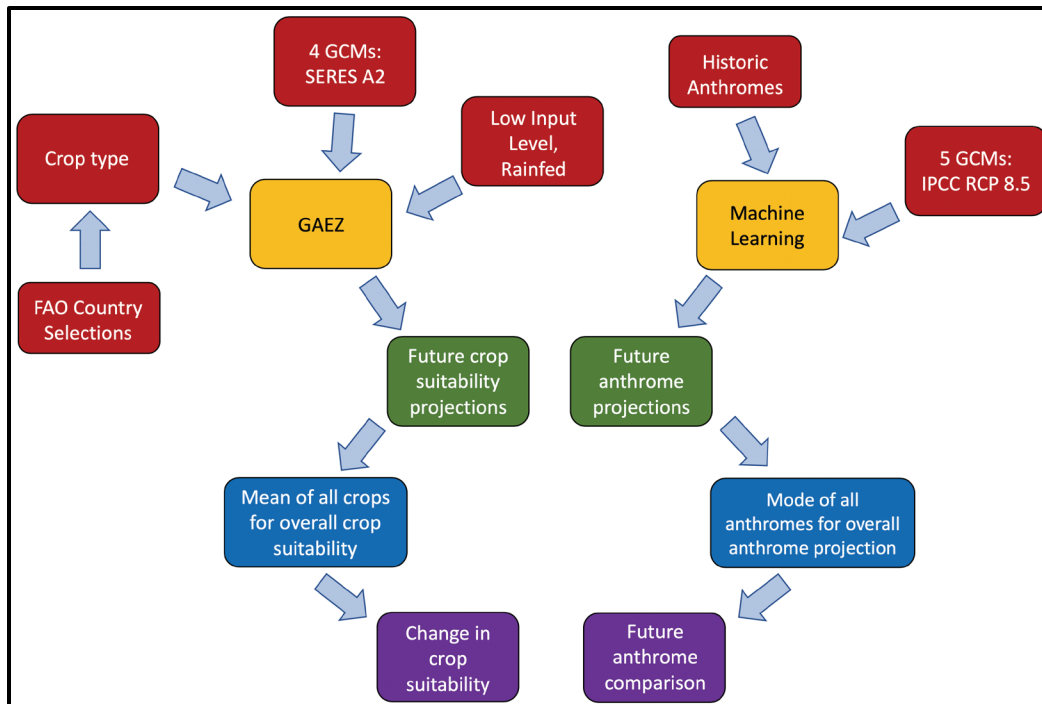 4 GCMs:
SERES A2
Historic
Anthromes
Low Input
Level,
Rainfed
Crop type
5 GCMs:
IPCC RCP 8.5
GAEZ
Machine
Learning
FAO Country
Selections
Future crop
suitability
projections
Future
anthrome
projections
Mean of all crops
for overall crop
suitability
Mode of all
anthromes for overall
anthrome projection
Change in
crop
suitability
Future
anthrome
comparison